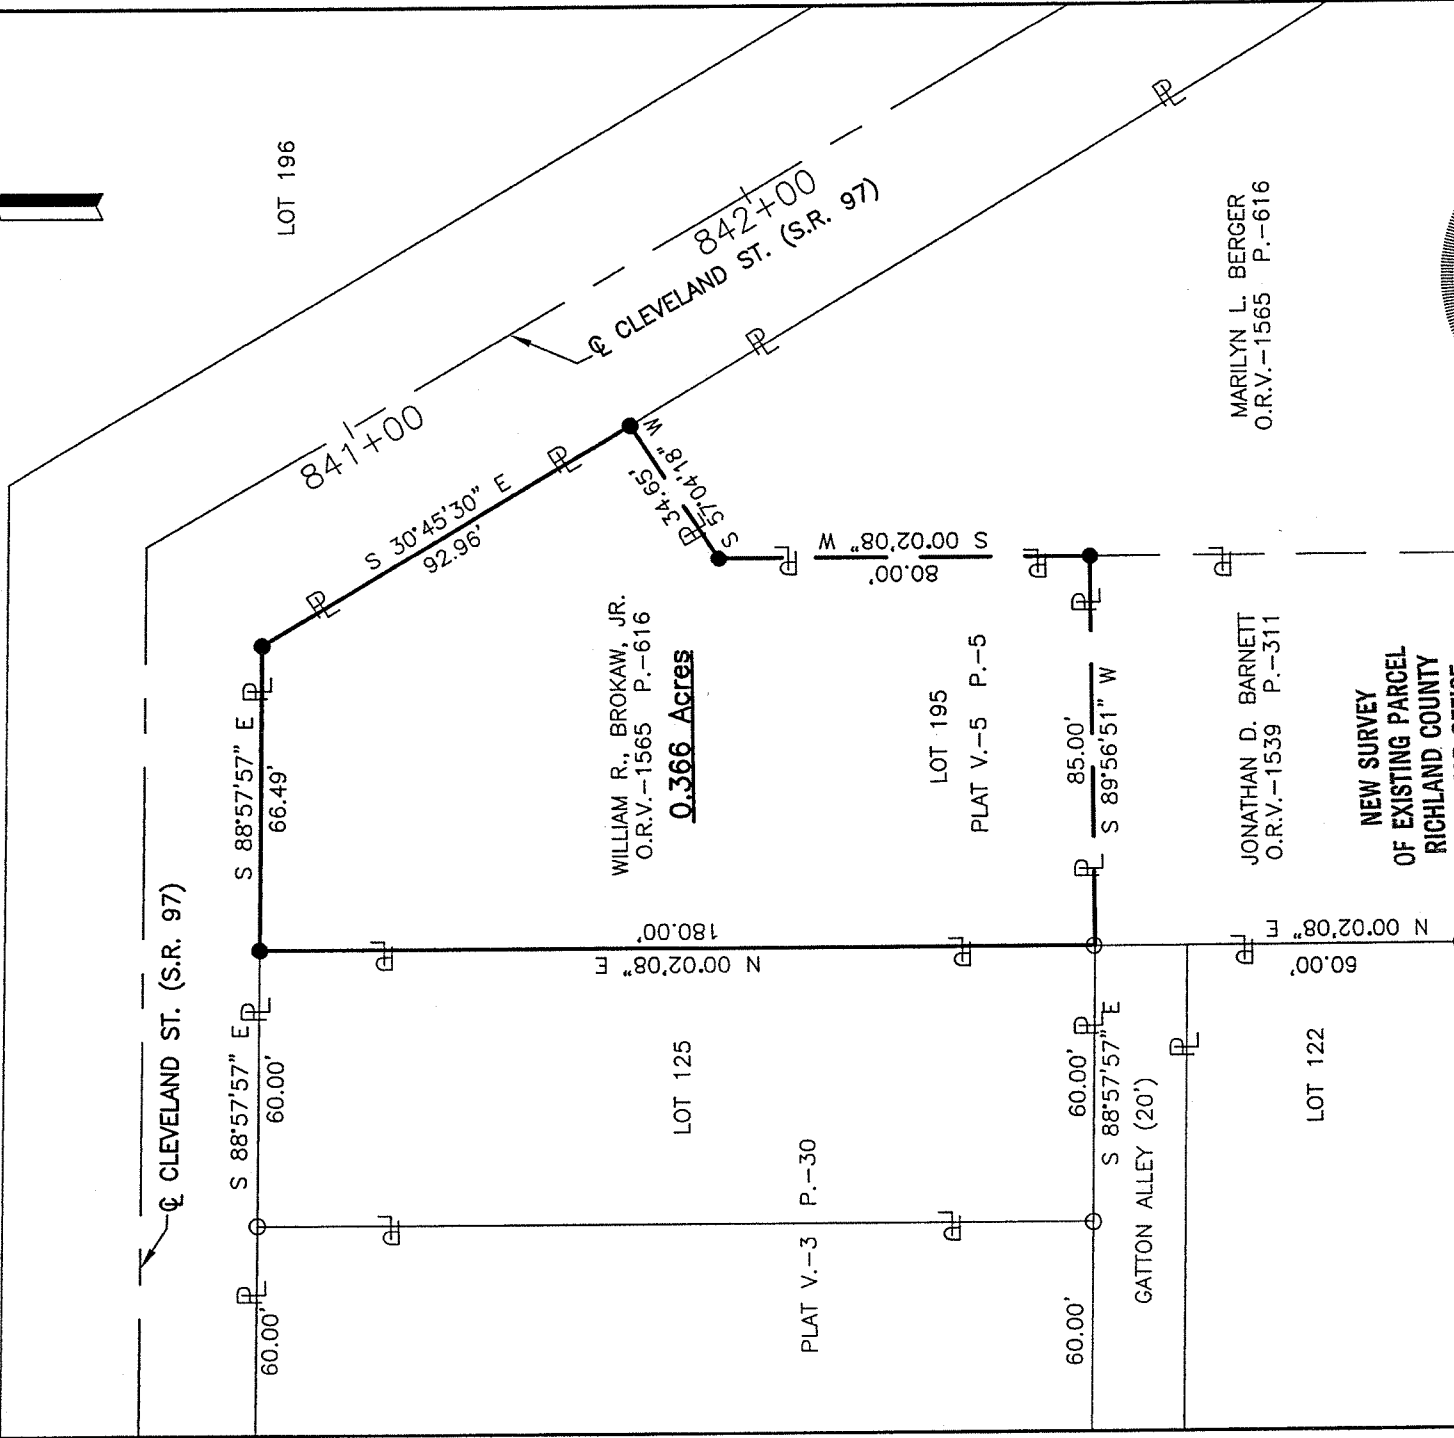 LOT 196
842+00
℄ CLEVELAND ST. (S.R. 97)
841+00
MARILYN L. BERGER
O.R.V.-1565 P.-616
S 30°45'30" E
92.96'
34.65'
S 57°04'18" W
S 00°02'08" W
80.00'
S 88°57'57" E
66.49'
WILLIAM R., BROKAW, JR.
O.R.V.-1565 P.-616
0.366 Acres
LOT 195
PLAT V.-5 P.-5
85.00'
S 89°56'51" W
JONATHAN D. BARNETT
O.R.V.-1539 P.-311
NEW SURVEY
OF EXISTING PARCEL
RICHLAND COUNTY
℄ CLEVELAND ST. (S.R. 97)
180.00'
N 00°02'08" E
N 00°02'08" E
60.00'
S 88°57'57" E
60.00'
LOT 125
60.00'
S 88°57'57" E
GATTON ALLEY (20')
LOT 122
PLAT V.-3 P.-30
60.00'
60.00'